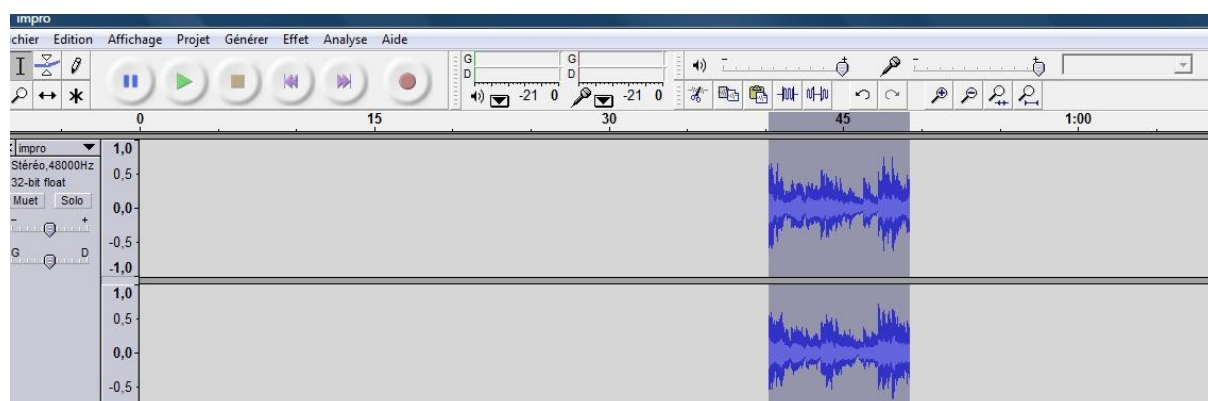 impro
chier Edition Affichage Projet Générer Effet Analyse Aide
G G
D D
-21 0 -21 0
0 15 30 45 1:00
impro
Stéréo,48000Hz
32-bit float
Muet Solo
- +
G D
1,0
0,5
0,0
-0,5
-1,0
1,0
0,5
0,0
-0,5